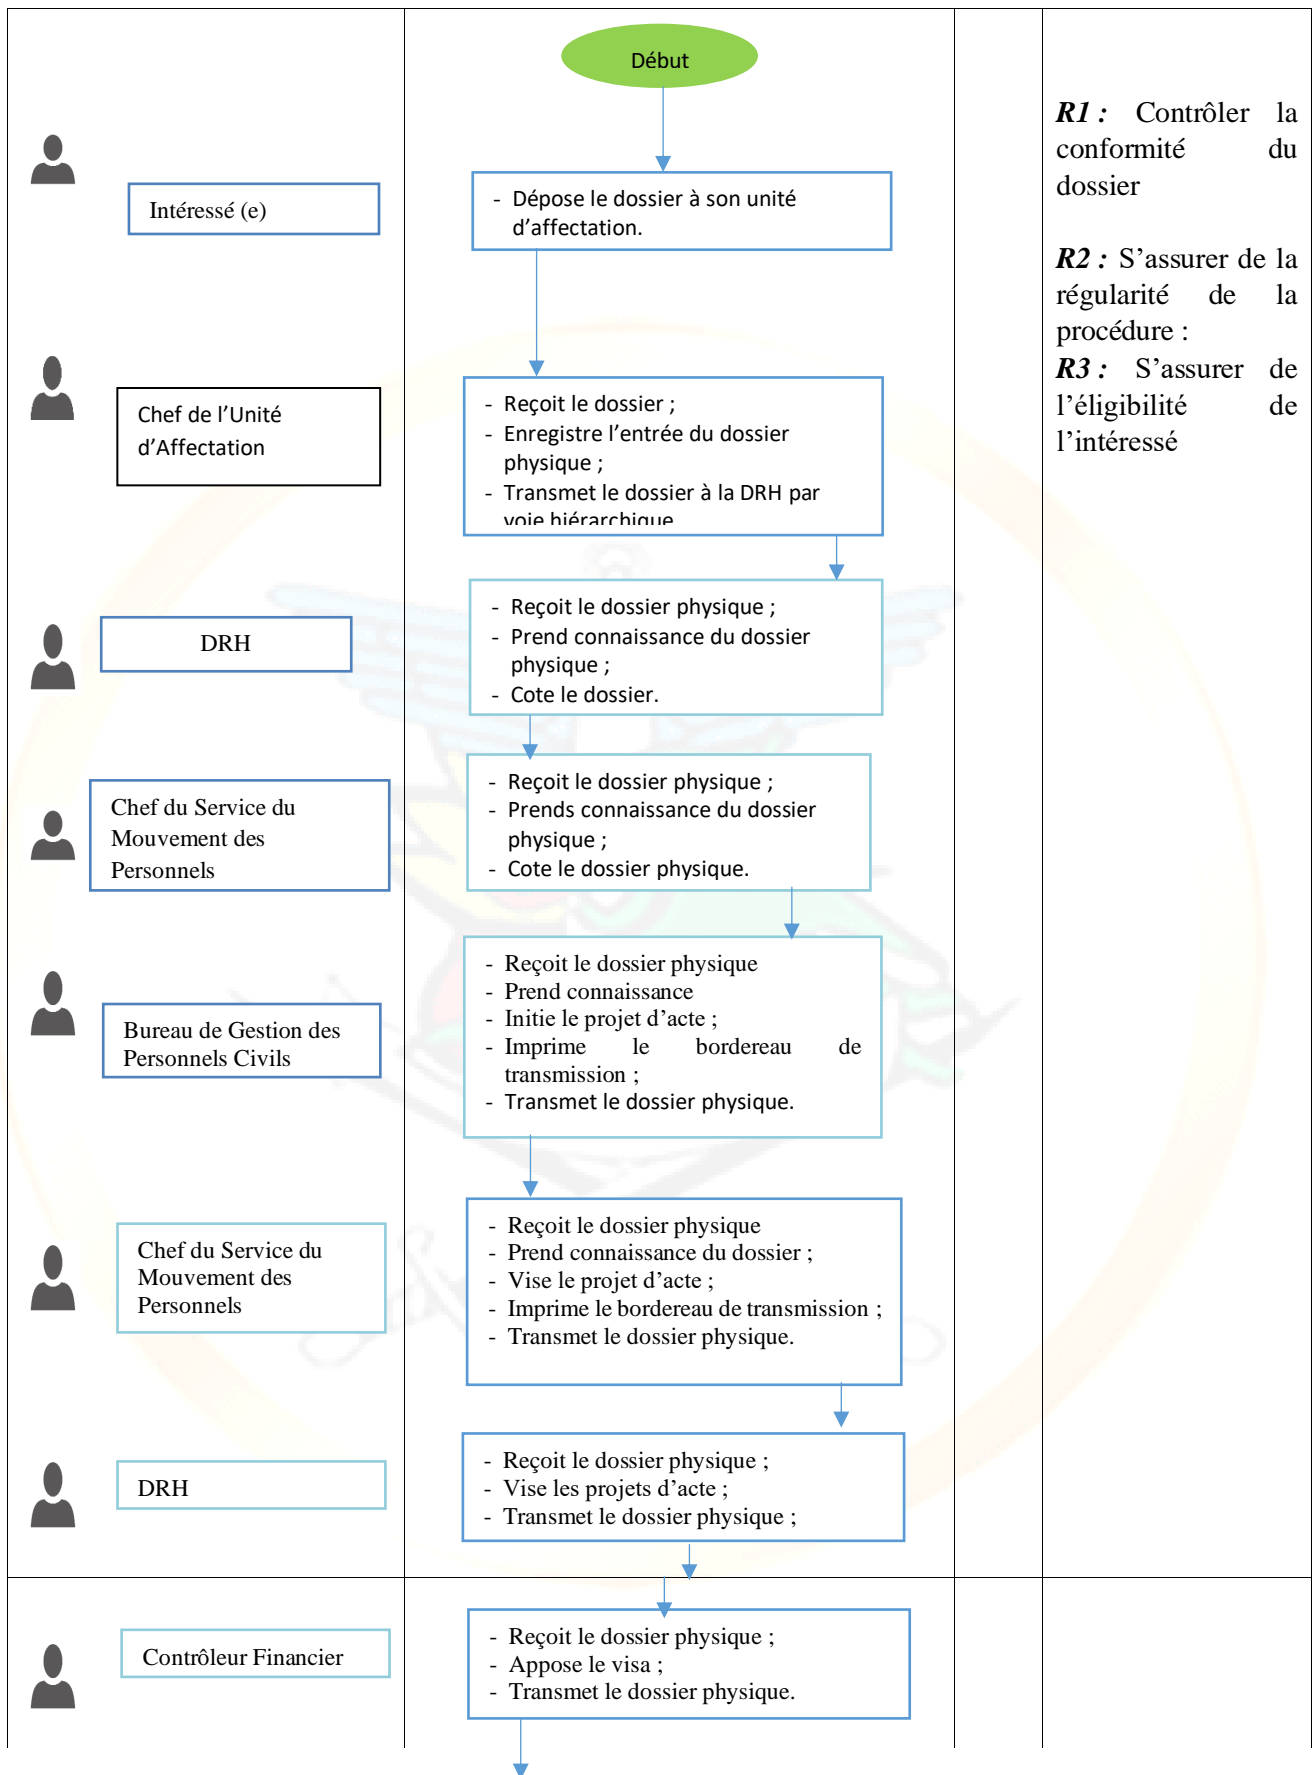 Début
Intéressé (e)
- Dépose le dossier à son unité
d’affectation.
R1 : Contrôler la
conformité du
dossier
R2 : S’assurer de la
régularité de la
procédure :
R3 : S’assurer de
l’éligibilité de
l’intéressé
Chef de l’Unité
d’Affectation
- Reçoit le dossier ;
- Enregistre l’entrée du dossier
physique ;
- Transmet le dossier à la DRH par
voie hiérarchique
DRH
- Reçoit le dossier physique ;
- Prend connaissance du dossier
physique ;
- Cote le dossier.
Chef du Service du
Mouvement des
Personnels
- Reçoit le dossier physique ;
- Prends connaissance du dossier
physique ;
- Cote le dossier physique.
Bureau de Gestion des
Personnels Civils
- Reçoit le dossier physique
- Prend connaissance
- Initie le projet d’acte ;
- Imprime le bordereau de
transmission ;
- Transmet le dossier physique.
Chef du Service du
Mouvement des
Personnels
- Reçoit le dossier physique
- Prend connaissance du dossier ;
- Vise le projet d’acte ;
- Imprime le bordereau de transmission ;
- Transmet le dossier physique.
DRH
- Reçoit le dossier physique ;
- Vise les projets d’acte ;
- Transmet le dossier physique ;
Contrôleur Financier
- Reçoit le dossier physique ;
- Appose le visa ;
- Transmet le dossier physique.